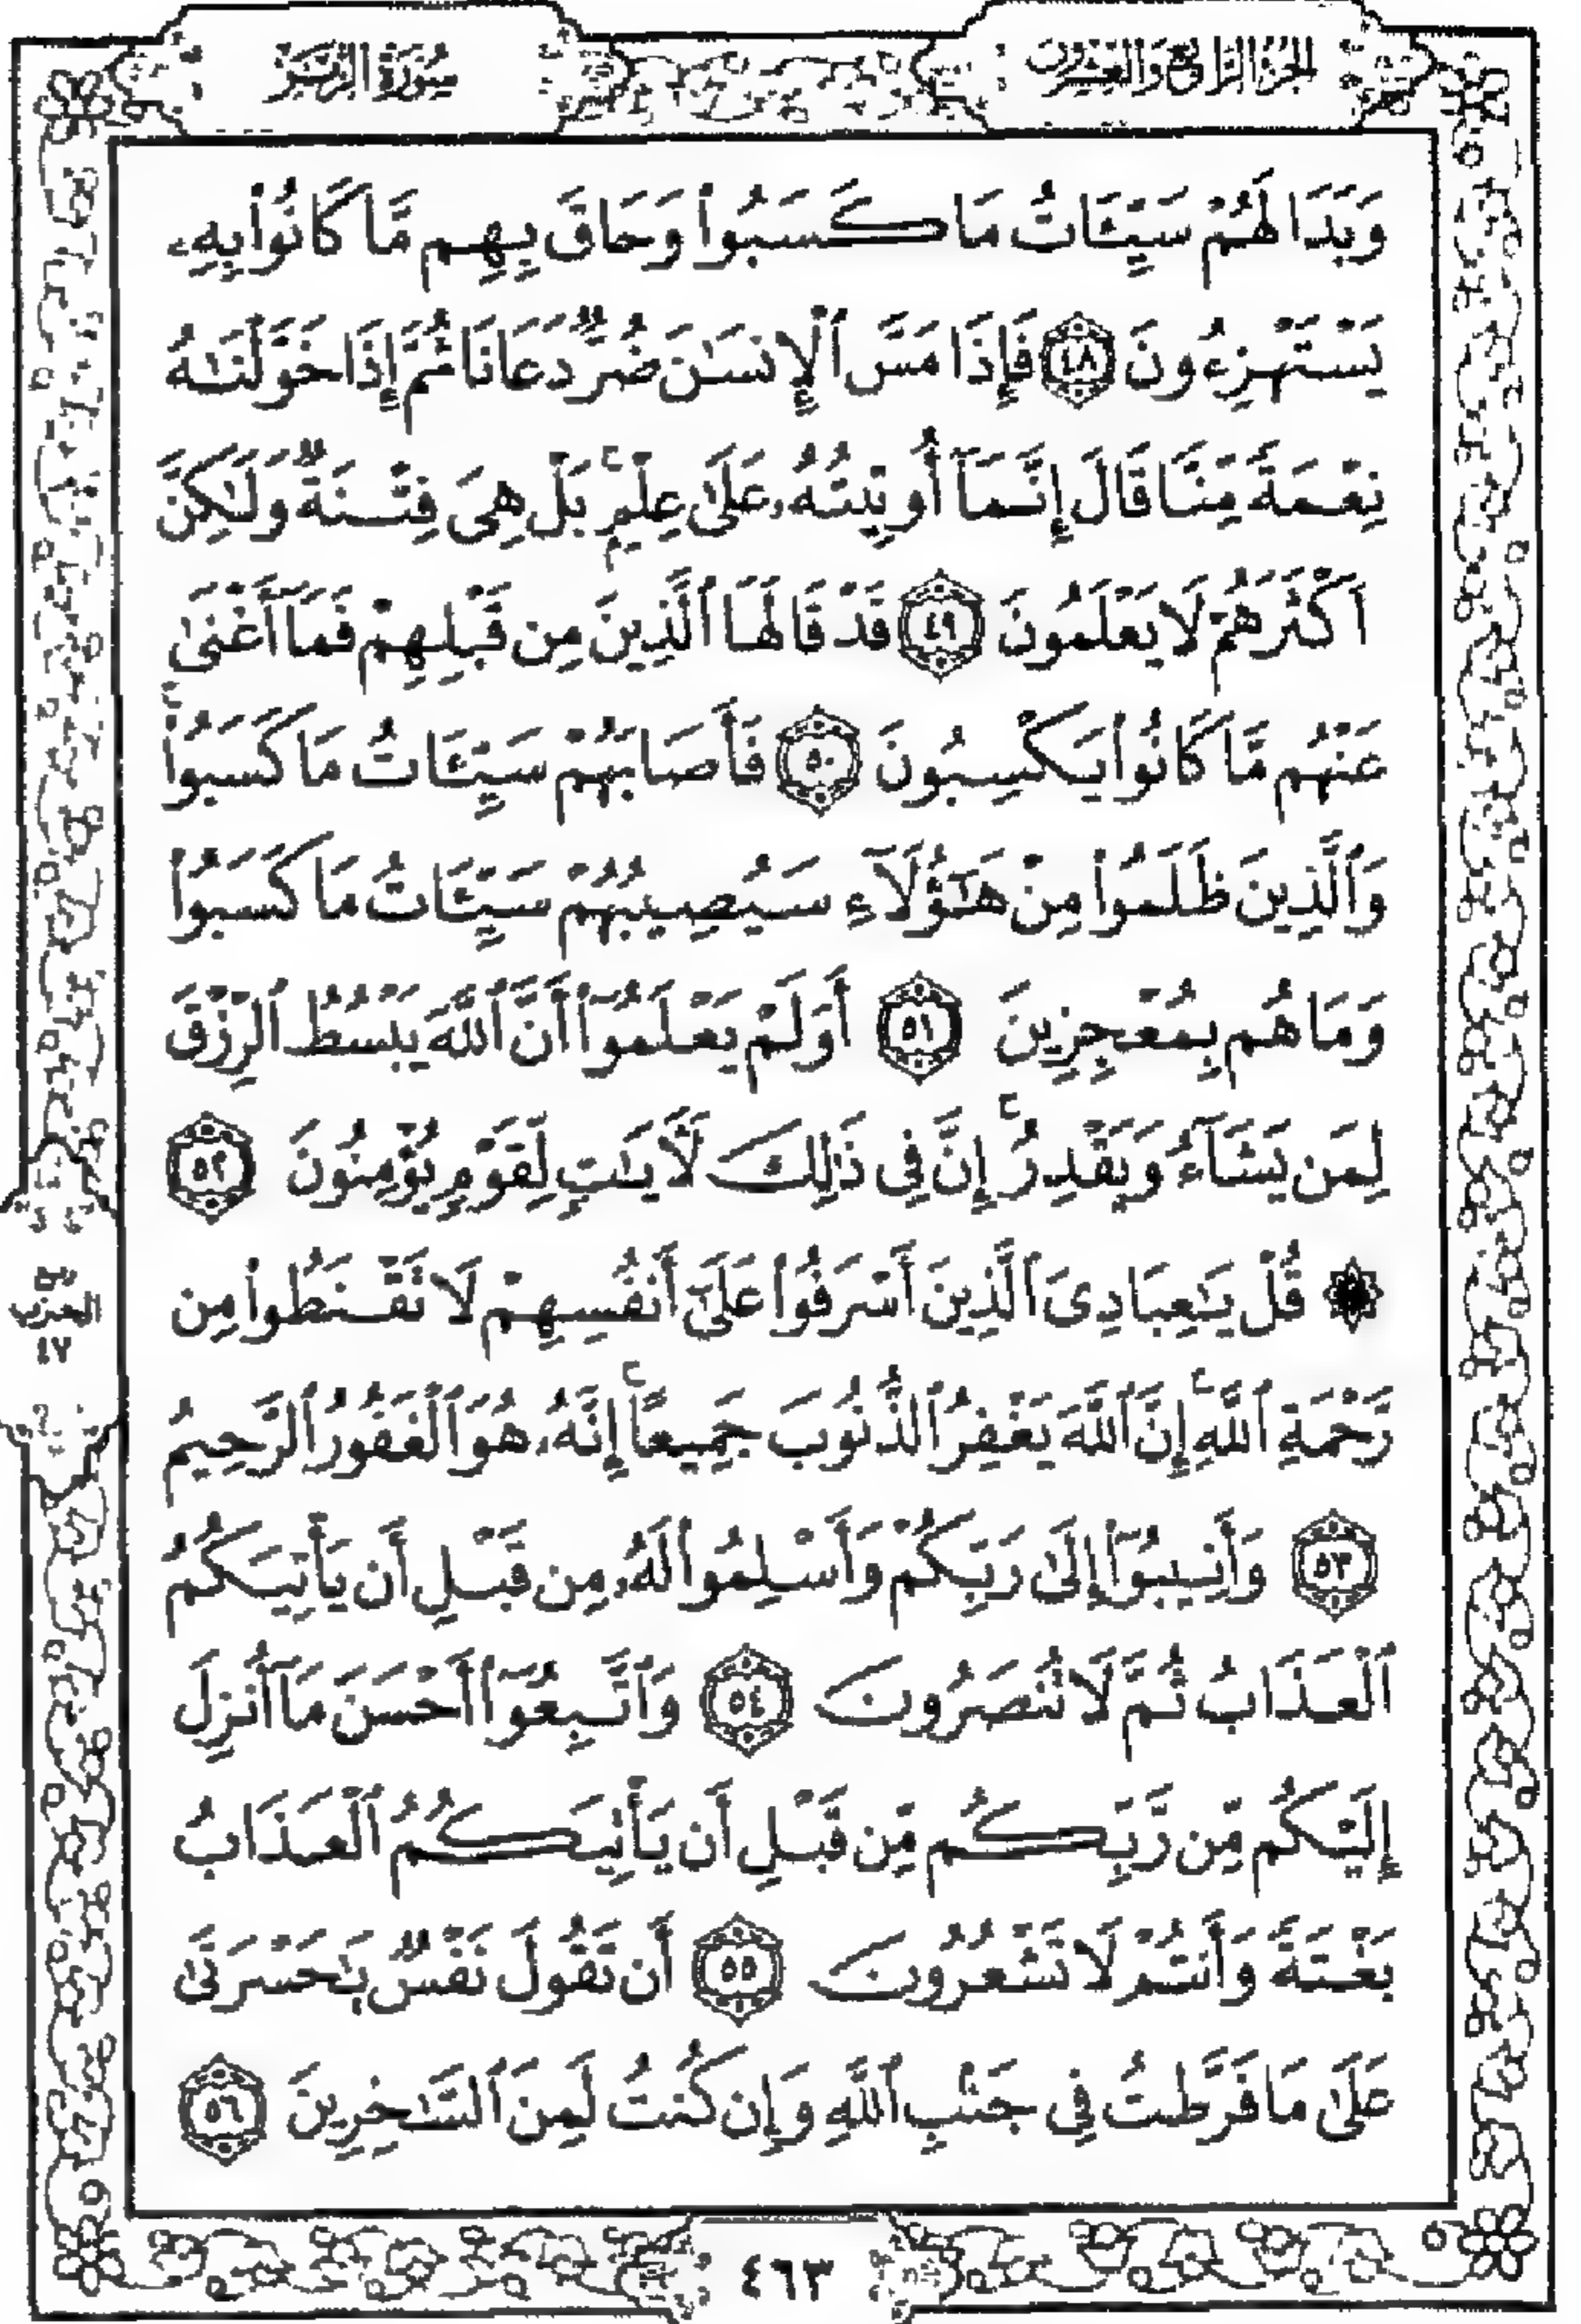 الجزء الرابع والعشرون
سورة الزمر
وَبَدَا لَهُمْ سَيِّـَٔاتُ مَا كَسَبُوا۟ وَحَاقَ بِهِم مَّا كَانُوا۟ بِهِۦ
يَسْتَهْزِءُونَ ٤٨ فَإِذَا مَسَّ ٱلْإِنسَٰنَ ضُرٌّ دَعَانَا ثُمَّ إِذَا خَوَّلْنَٰهُ
نِعْمَةً مِّنَّا قَالَ إِنَّمَآ أُوتِيتُهُۥ عَلَىٰ عِلْمٍۭ ۚ بَلْ هِىَ فِتْنَةٌ وَلَٰكِنَّ
أَكْثَرَهُمْ لَا يَعْلَمُونَ ٤٩ قَدْ قَالَهَا ٱلَّذِينَ مِن قَبْلِهِمْ فَمَآ أَغْنَىٰ
عَنْهُم مَّا كَانُوا۟ يَكْسِبُونَ ٥٠ فَأَصَابَهُمْ سَيِّـَٔاتُ مَا كَسَبُوا۟ ۚ
وَٱلَّذِينَ ظَلَمُوا۟ مِنْ هَٰٓؤُلَآءِ سَيُصِيبُهُمْ سَيِّـَٔاتُ مَا كَسَبُوا۟
وَمَا هُم بِمُعْجِزِينَ ٥١ أَوَلَمْ يَعْلَمُوٓا۟ أَنَّ ٱللَّهَ يَبْسُطُ ٱلرِّزْقَ
لِمَن يَشَآءُ وَيَقْدِرُ ۚ إِنَّ فِى ذَٰلِكَ لَـَٔايَٰتٍ لِّقَوْمٍ يُؤْمِنُونَ ٥٢
۞ قُلْ يَٰعِبَادِىَ ٱلَّذِينَ أَسْرَفُوا۟ عَلَىٰٓ أَنفُسِهِمْ لَا تَقْنَطُوا۟ مِن
رَّحْمَةِ ٱللَّهِ ۚ إِنَّ ٱللَّهَ يَغْفِرُ ٱلذُّنُوبَ جَمِيعًا ۚ إِنَّهُۥ هُوَ ٱلْغَفُورُ ٱلرَّحِيمُ
٥٣ وَأَنِيبُوٓا۟ إِلَىٰ رَبِّكُمْ وَأَسْلِمُوا۟ لَهُۥ مِن قَبْلِ أَن يَأْتِيَكُمُ
ٱلْعَذَابُ ثُمَّ لَا تُنصَرُونَ ٥٤ وَٱتَّبِعُوٓا۟ أَحْسَنَ مَآ أُنزِلَ
إِلَيْكُم مِّن رَّبِّكُم مِّن قَبْلِ أَن يَأْتِيَكُمُ ٱلْعَذَابُ
بَغْتَةً وَأَنتُمْ لَا تَشْعُرُونَ ٥٥ أَن تَقُولَ نَفْسٌ يَٰحَسْرَتَىٰ
عَلَىٰ مَا فَرَّطتُ فِى جَنۢبِ ٱللَّهِ وَإِن كُنتُ لَمِنَ ٱلسَّٰخِرِينَ ٥٦
الحزب
٤٧
٤٦٣